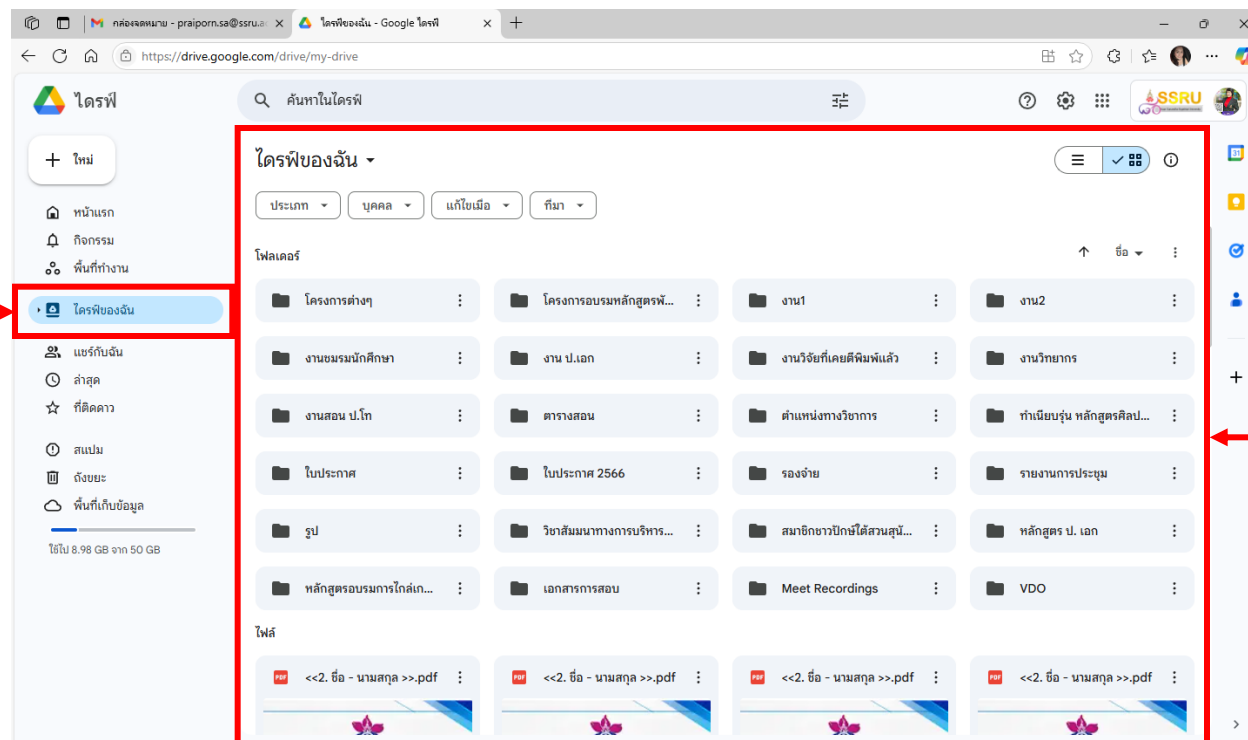 กล่องจดหมาย - praiporn.sa@ssru.ac
ไดรฟ์ของฉัน - Google ไดรฟ์
https://drive.google.com/drive/my-drive
ไดรฟ์
ค้นหาในไดรฟ์
SSRU
ใหม่
หน้าแรก
กิจกรรม
พื้นที่ทำงาน
ไดรฟ์ของฉัน
แชร์กับฉัน
ล่าสุด
ที่ติดดาว
สแปม
ถังขยะ
พื้นที่เก็บข้อมูล
ใช้ไป 8.98 GB จาก 50 GB
ไดรฟ์ของฉัน
ประเภท บุคคล แก้ไขเมื่อ ที่มา
โฟลเดอร์ ชื่อ
โครงการต่างๆ โครงการอบรมหลักสูตรพั... งาน1 งาน2
งานชมรมนักศึกษา งาน ป.เอก งานวิจัยที่เคยตีพิมพ์แล้ว งานวิทยากร
งานสอน ป.โท ตารางสอน ตำแหน่งทางวิชาการ ทำเนียบรุ่น หลักสูตรศิลป...
ใบประกาศ ใบประกาศ 2566 รองจ่าย รายงานการประชุม
รูป วิชาสัมมนาทางการบริหาร... สมาชิกชาวปักษ์ใต้สวนสุนั... หลักสูตร ป. เอก
หลักสูตรอบรมการไกล่เก... เอกสารการสอน Meet Recordings VDO
ไฟล์
PDF <<2. ชื่อ - นามสกุล >>.pdf PDF <<2. ชื่อ - นามสกุล >>.pdf PDF <<2. ชื่อ - นามสกุล >>.pdf PDF <<2. ชื่อ - นามสกุล >>.pdf
31